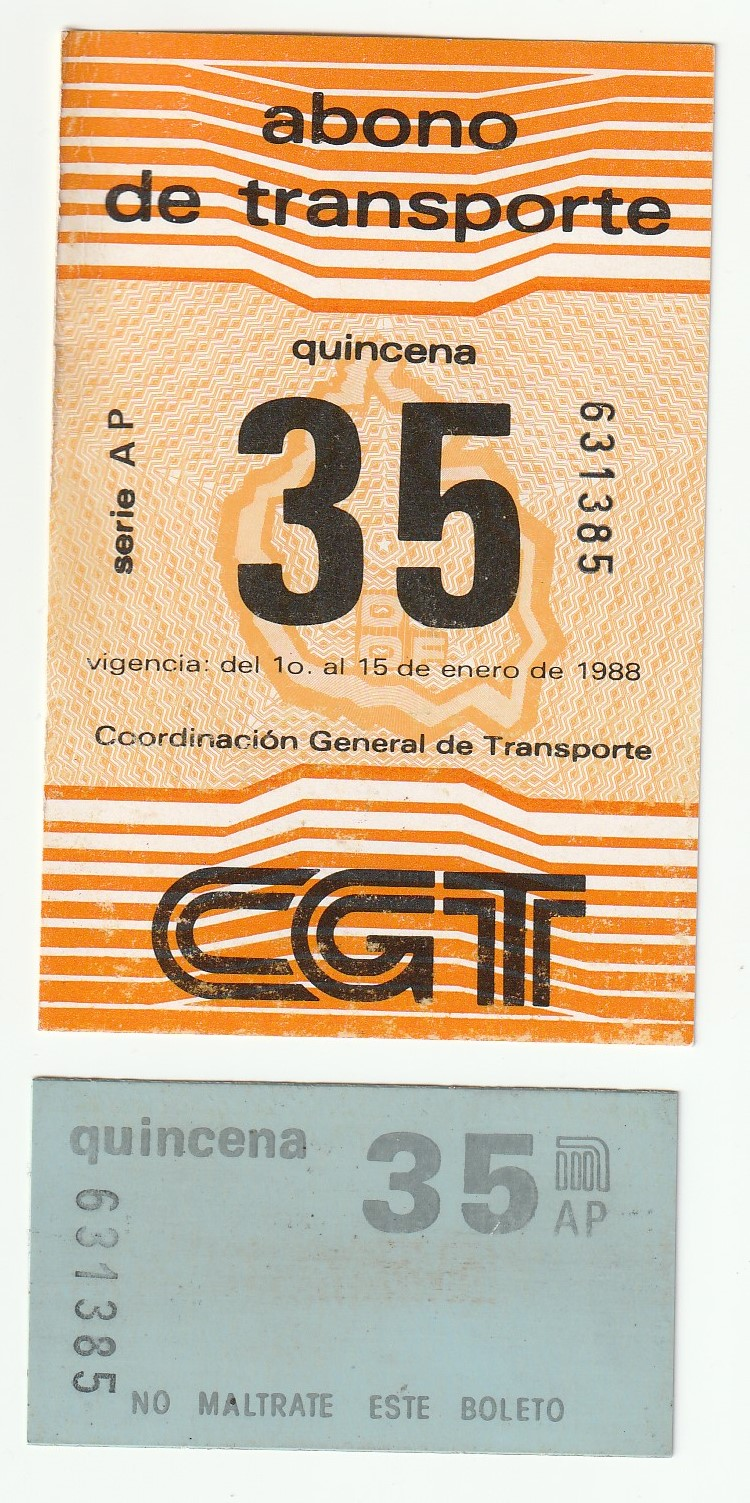 abono
de transporte
quincena
35
serie AP
631385
DDF
vigencia: del 1o. al 15 de enero de 1988
Coordinación General de Transporte
CGT
quincena
35
AP
631385
NO MALTRATE ESTE BOLETO